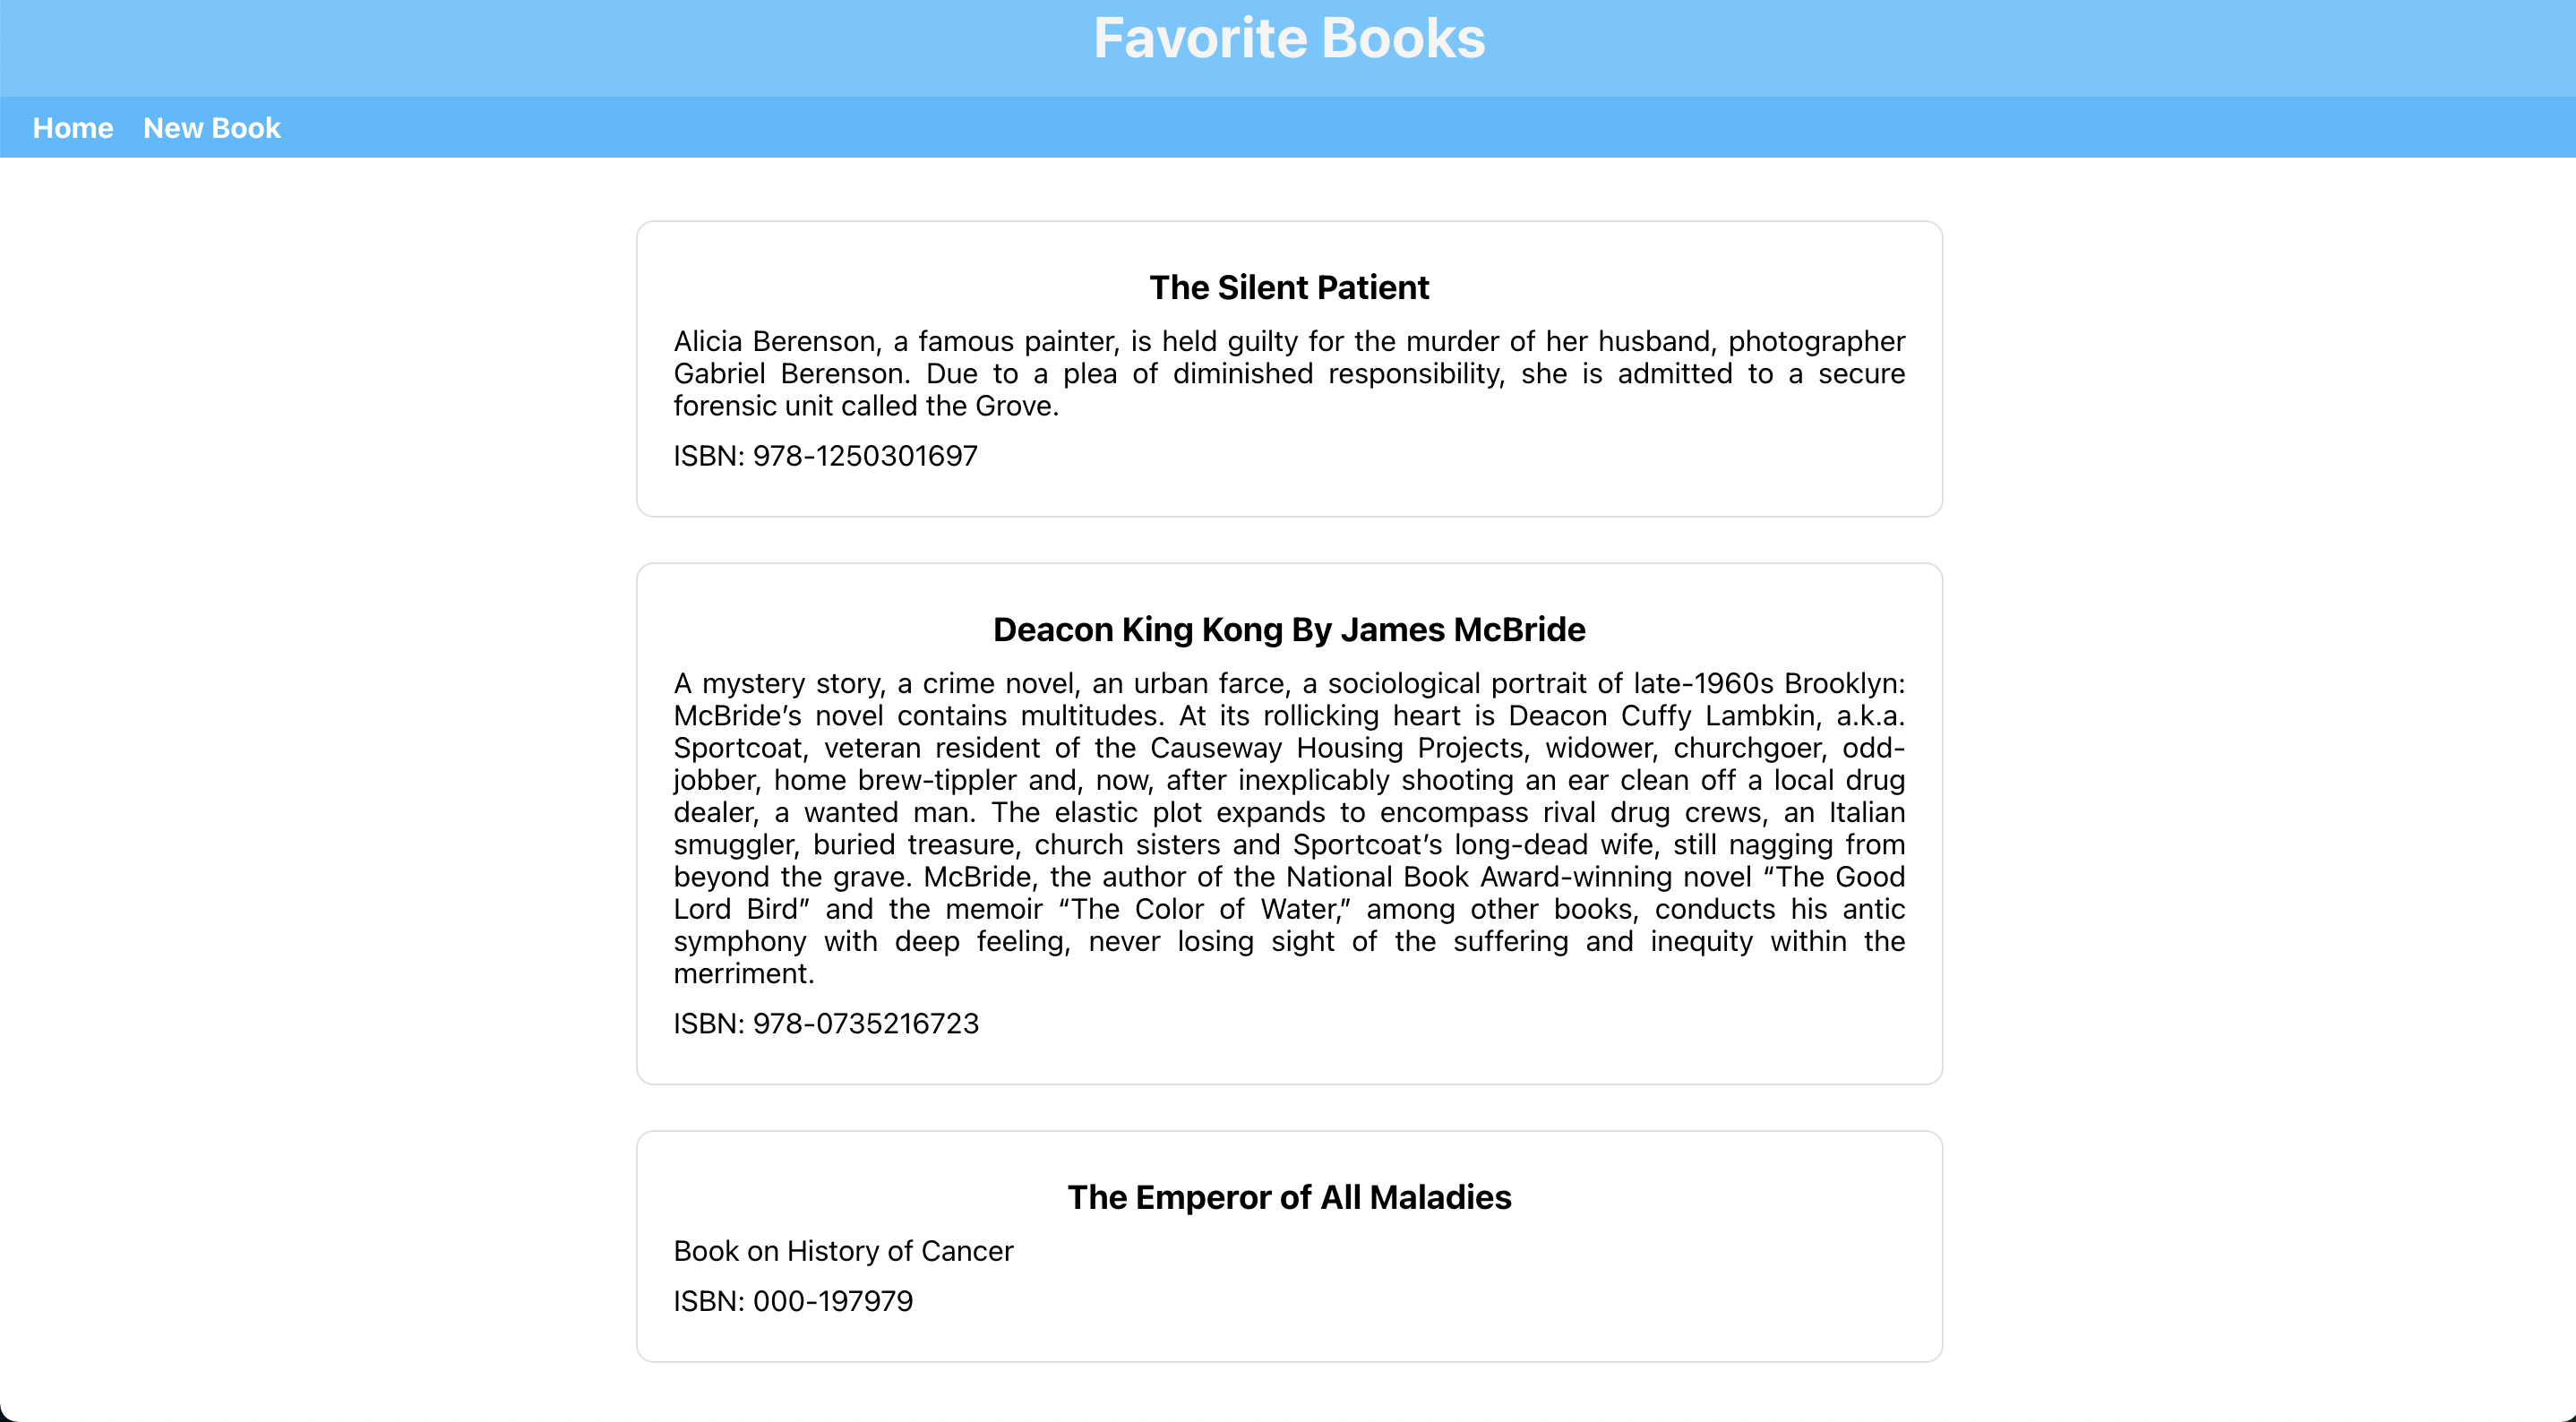 Favorite Books
Home New Book
The Silent Patient
Alicia Berenson, a famous painter, is held guilty for the murder of her husband, photographer
Gabriel Berenson. Due to a plea of diminished responsibility, she is admitted to a secure
forensic unit called the Grove.
ISBN: 978-1250301697
Deacon King Kong By James McBride
A mystery story, a crime novel, an urban farce, a sociological portrait of late-1960s Brooklyn:
McBride’s novel contains multitudes. At its rollicking heart is Deacon Cuffy Lambkin, a.k.a.
Sportcoat, veteran resident of the Causeway Housing Projects, widower, churchgoer, odd-
jobber, home brew-tippler and, now, after inexplicably shooting an ear clean off a local drug
dealer, a wanted man. The elastic plot expands to encompass rival drug crews, an Italian
smuggler, buried treasure, church sisters and Sportcoat’s long-dead wife, still nagging from
beyond the grave. McBride, the author of the National Book Award-winning novel “The Good
Lord Bird” and the memoir “The Color of Water,” among other books, conducts his antic
symphony with deep feeling, never losing sight of the suffering and inequity within the
merriment.
ISBN: 978-0735216723
The Emperor of All Maladies
Book on History of Cancer
ISBN: 000-197979